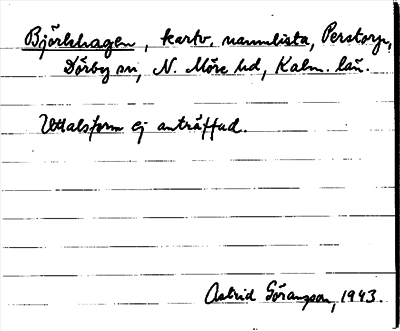 Björkhagen, kartv. namnlista, Perstorp,
Dörby sn, N. Möre hd, Kalm. län.
Uttalsform ej anträffad.
Astrid Göransson, 1943.